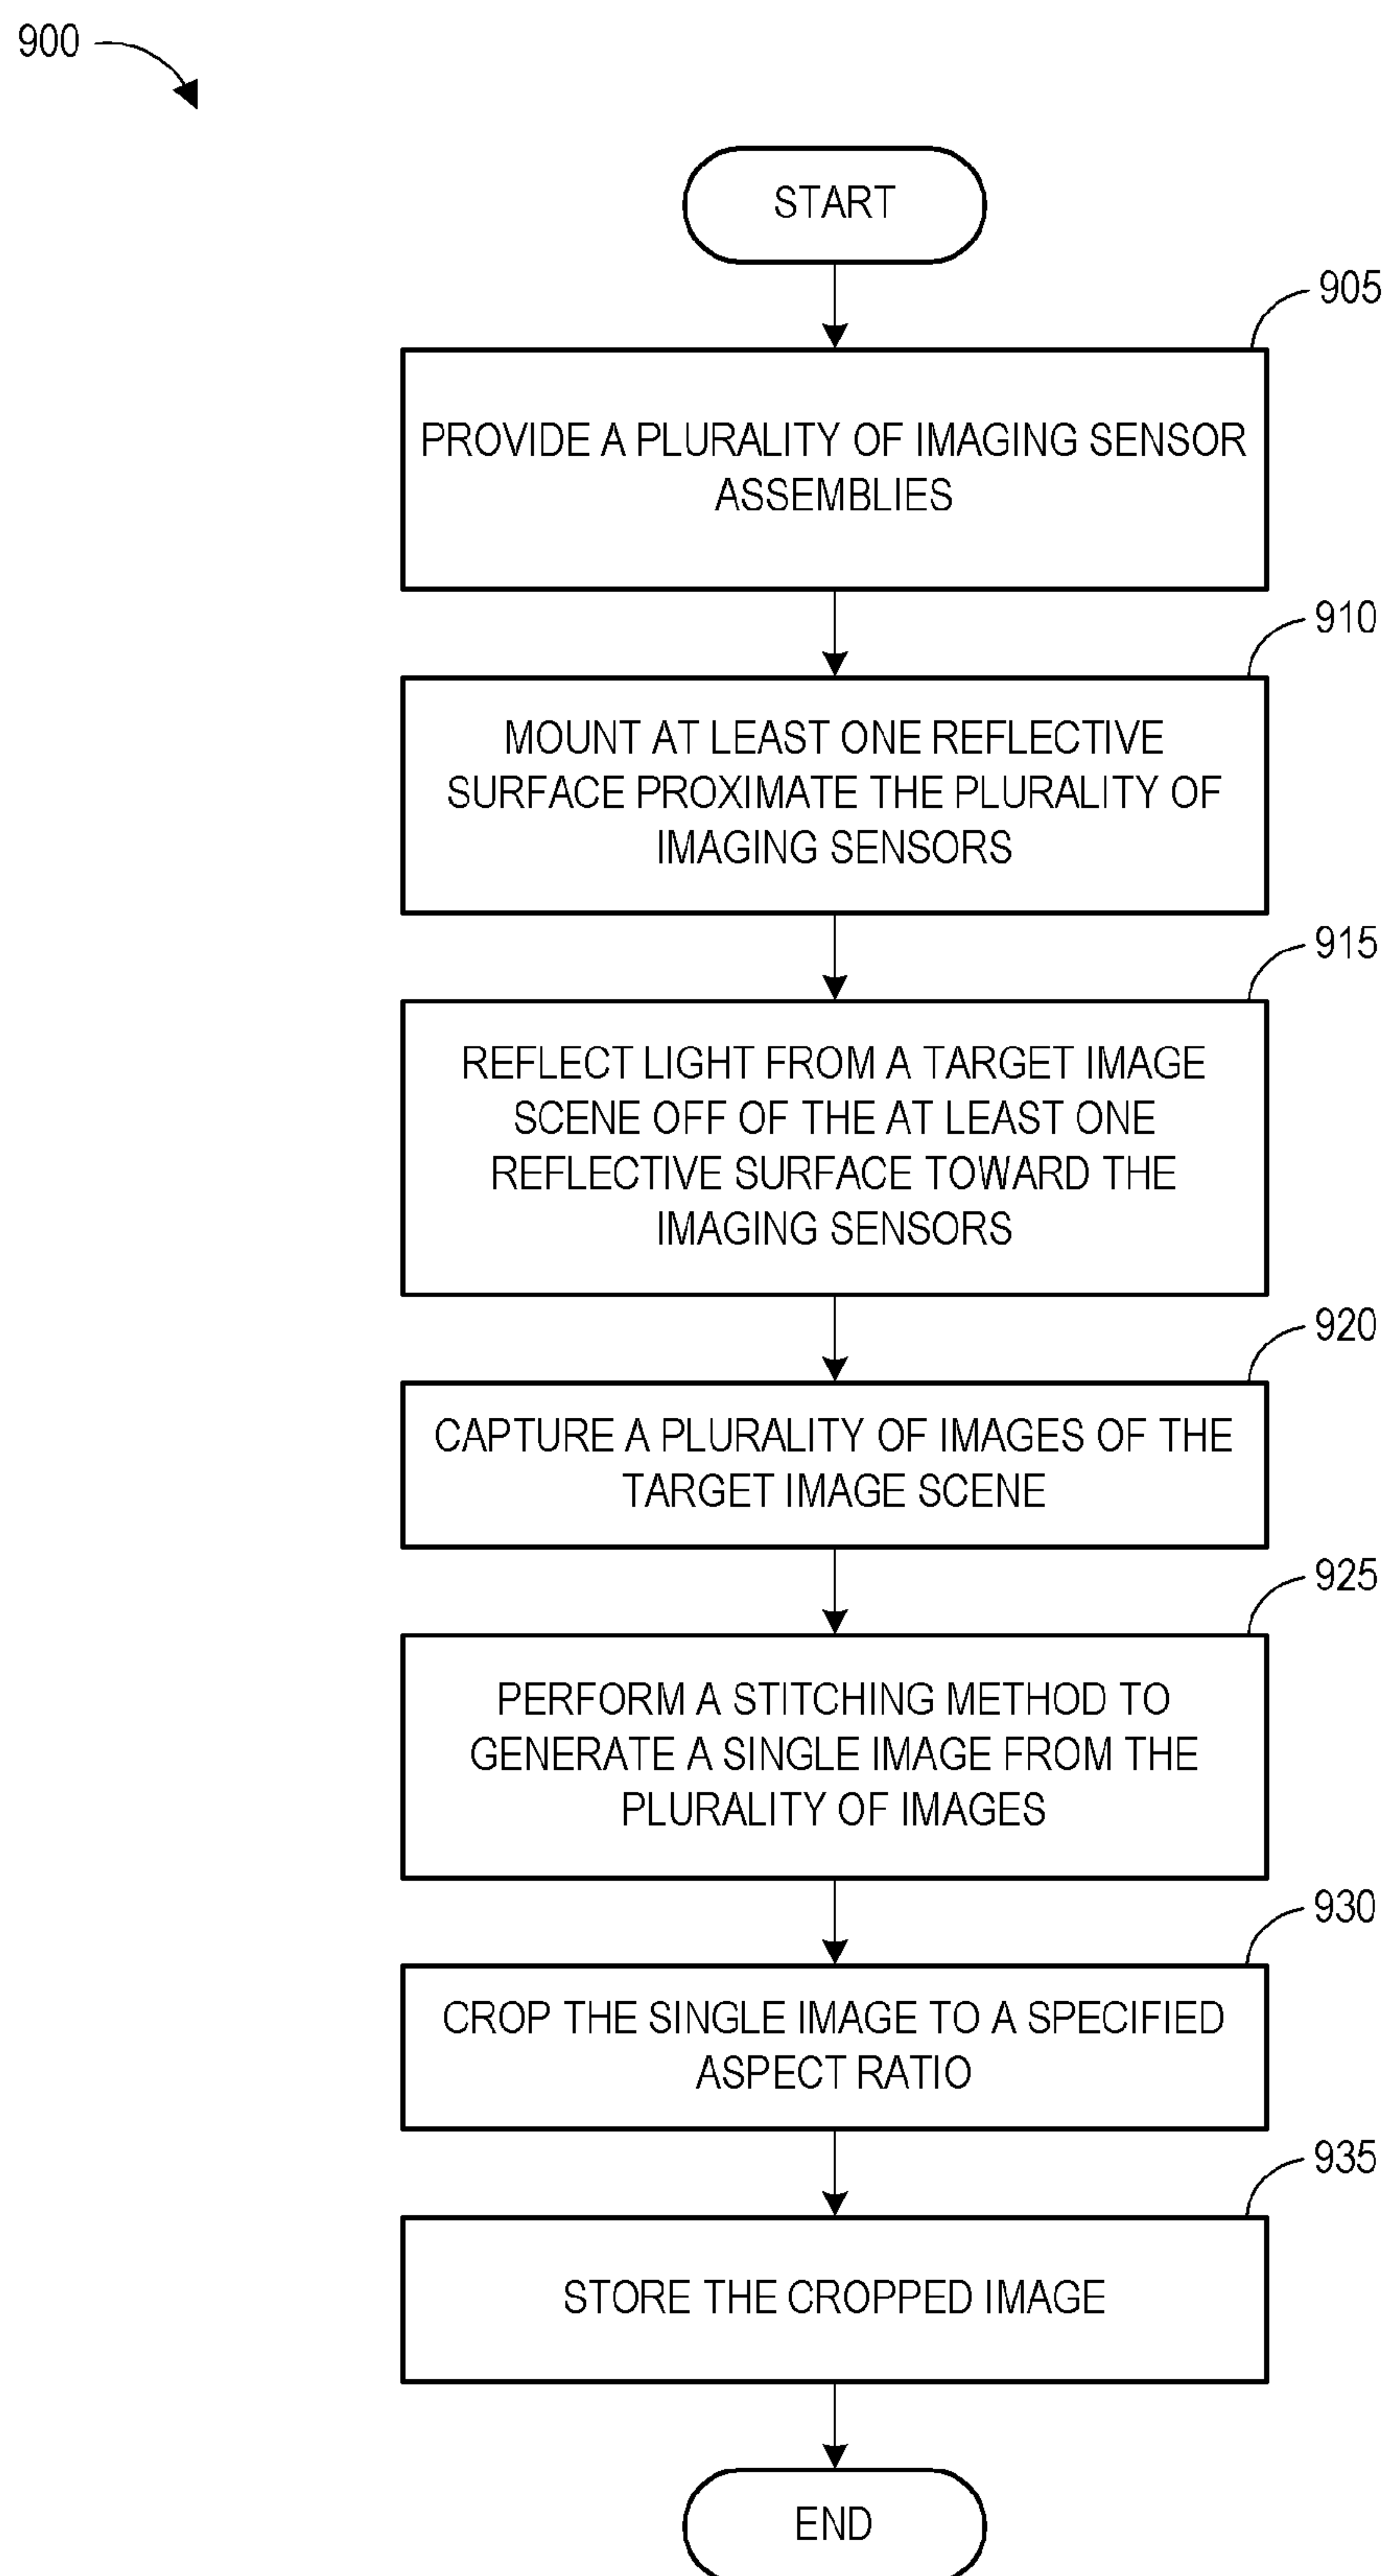 900
START
905
PROVIDE A PLURALITY OF IMAGING SENSOR
ASSEMBLIES
910
MOUNT AT LEAST ONE REFLECTIVE
SURFACE PROXIMATE THE PLURALITY OF
IMAGING SENSORS
915
REFLECT LIGHT FROM A TARGET IMAGE
SCENE OFF OF THE AT LEAST ONE
REFLECTIVE SURFACE TOWARD THE
IMAGING SENSORS
920
CAPTURE A PLURALITY OF IMAGES OF THE
TARGET IMAGE SCENE
925
PERFORM A STITCHING METHOD TO
GENERATE A SINGLE IMAGE FROM THE
PLURALITY OF IMAGES
930
CROP THE SINGLE IMAGE TO A SPECIFIED
ASPECT RATIO
935
STORE THE CROPPED IMAGE
END